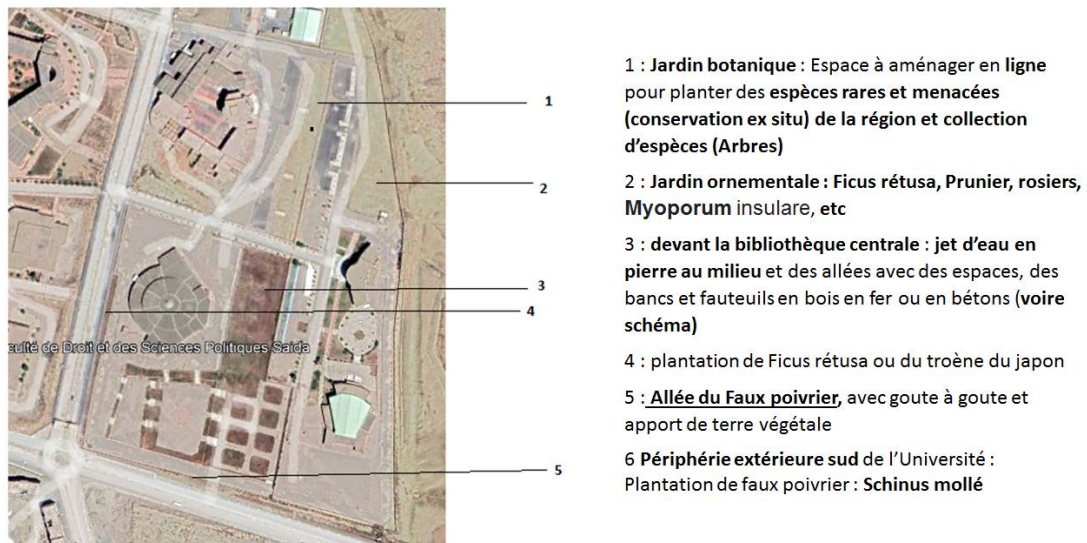 1 : Jardin botanique : Espace à aménager en ligne
pour planter des espèces rares et menacées
(conservation ex situ) de la région et collection
d'espèces (Arbres)
2 : Jardin ornementale : Ficus rétusa, Prunier, rosiers,
Myoporum insulare, etc
3 : devant la bibliothèque centrale : jet d'eau en
pierre au milieu et des allées avec des espaces, des
bancs et fauteuils en bois en fer ou en bétons (voire
schéma)
4 : plantation de Ficus rétusa ou du troène du japon
5 : Allée du Faux poivrier, avec goute à goute et
apport de terre végétale
6 Périphérie extérieure sud de l'Université :
Plantation de faux poivrier : Schinus mollé
1
2
3
4
culté de Droit et des Sciences Politiques Saida
5